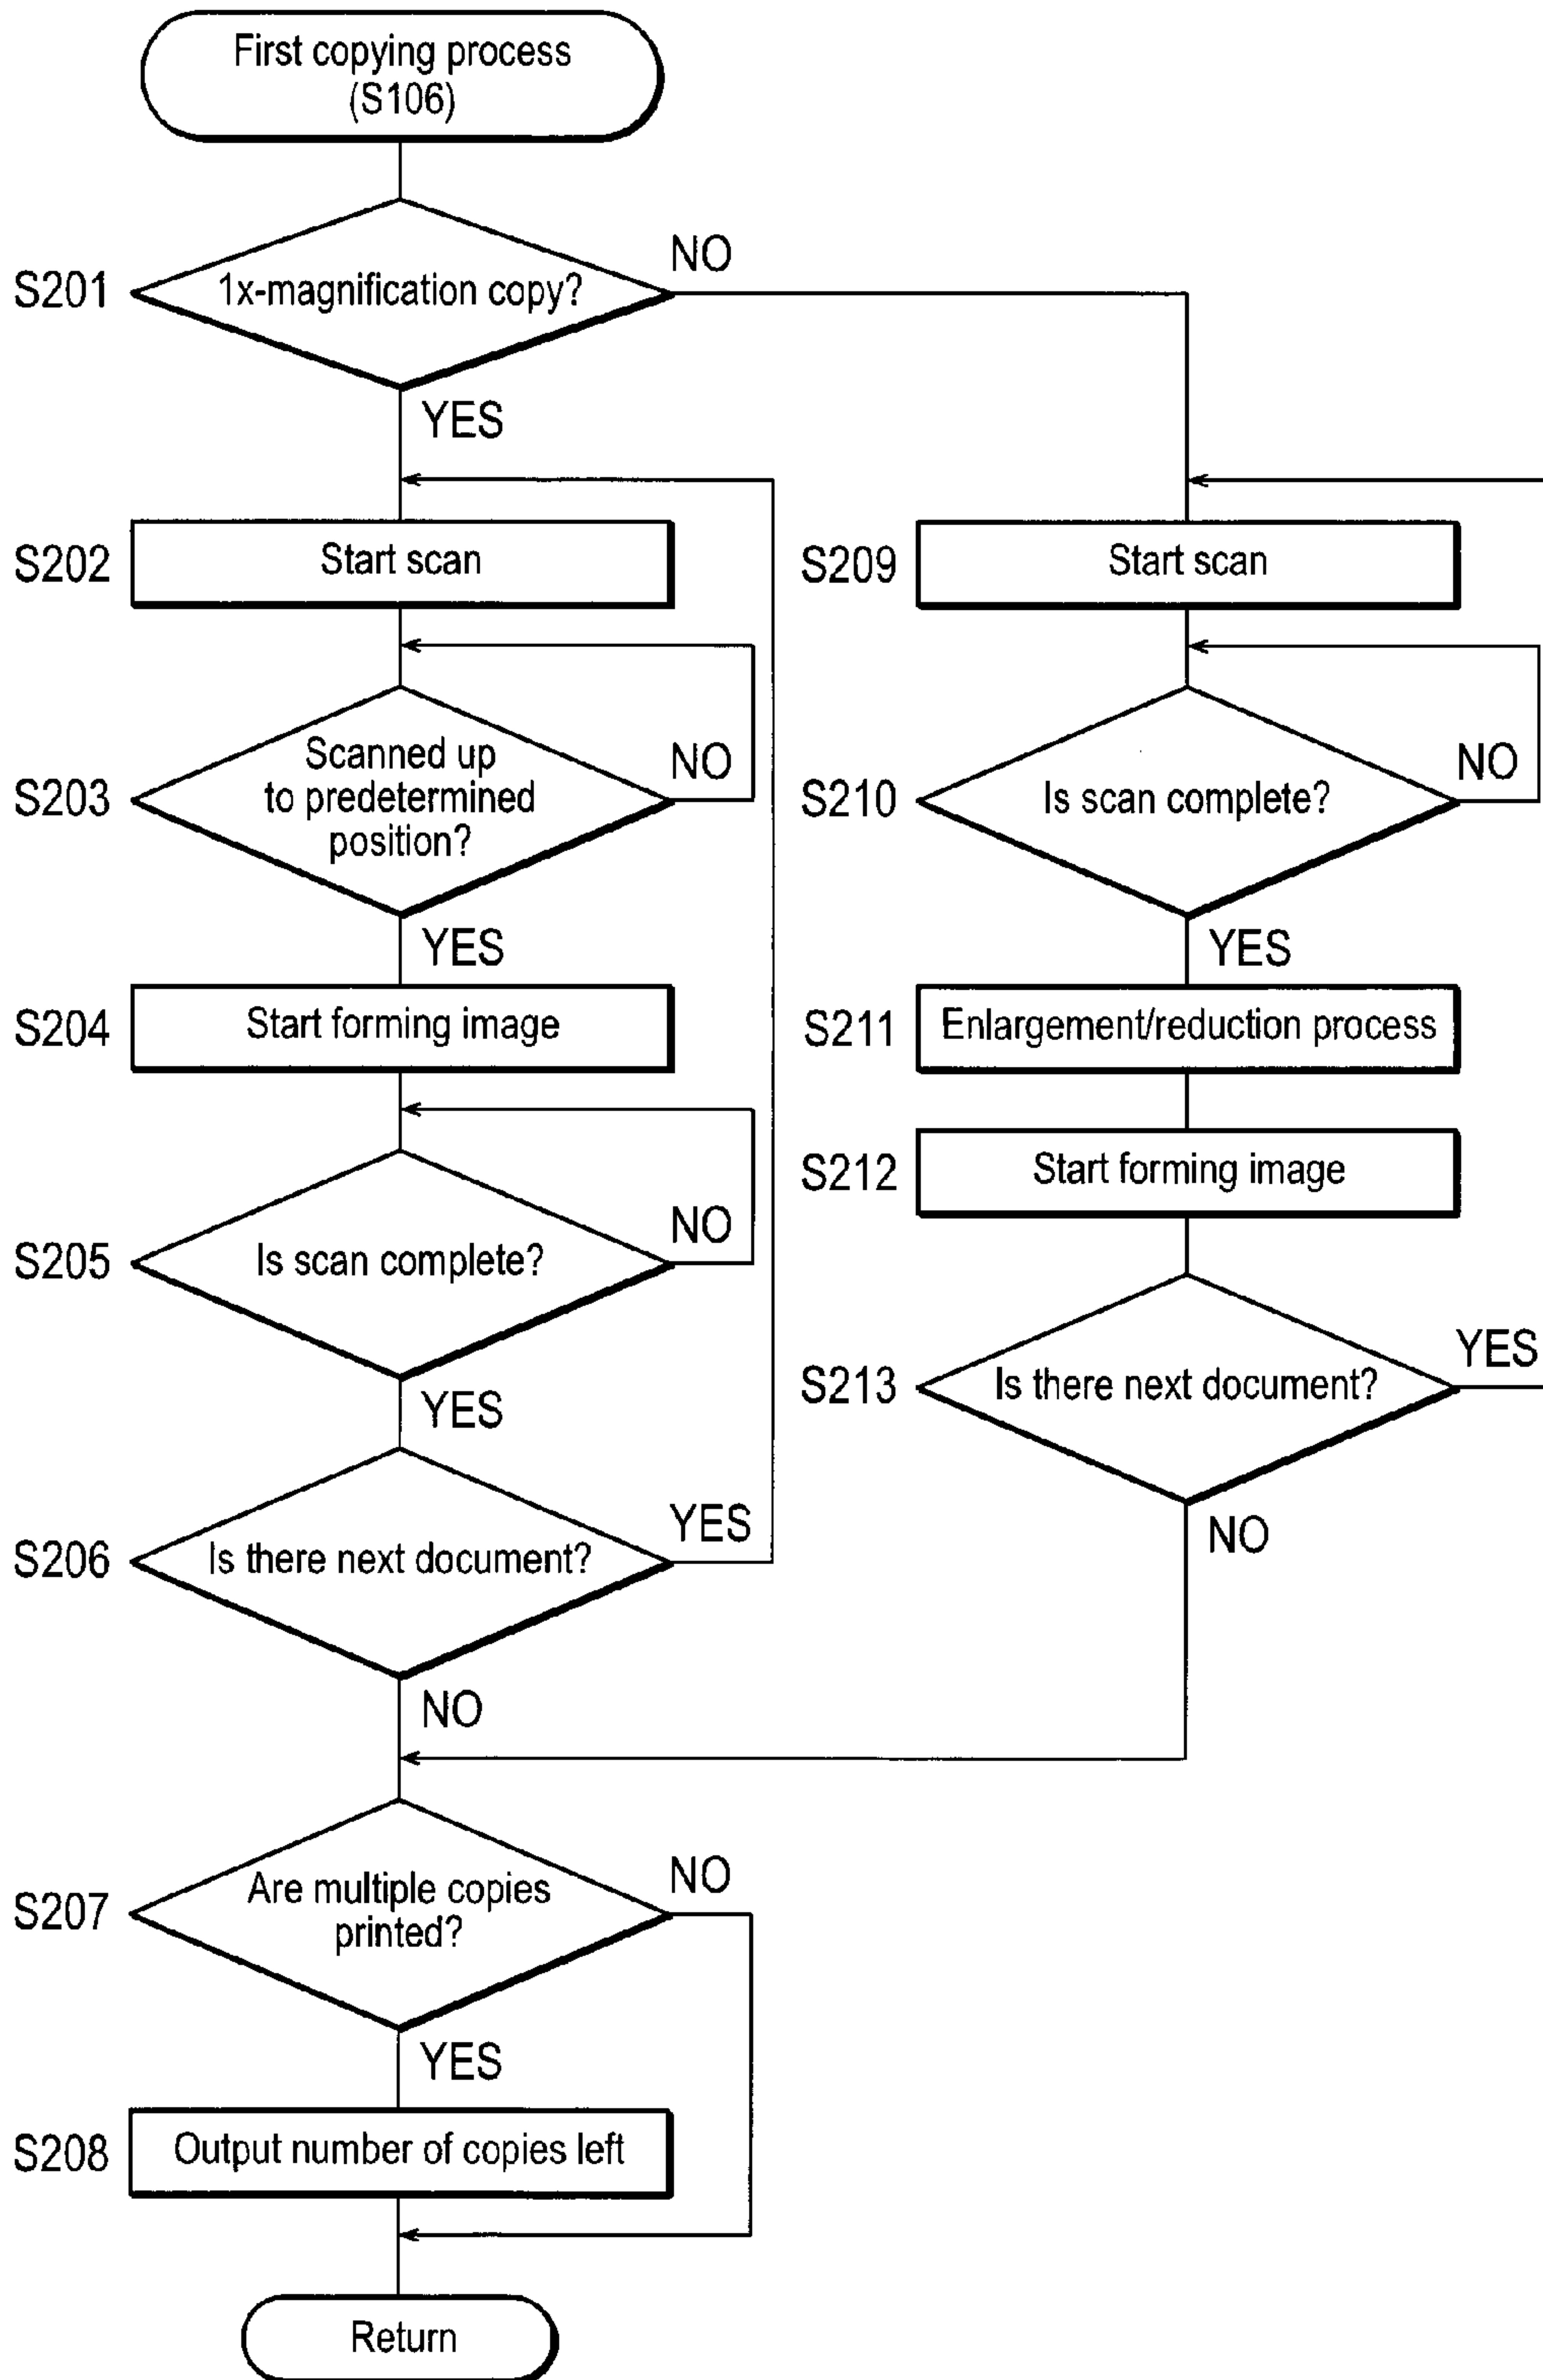 First copying process
(S106)
S201
1x-magnification copy?
NO
YES
S202
Start scan
S203
Scanned up
to predetermined
position?
NO
YES
S204
Start forming image
S205
Is scan complete?
NO
YES
S206
Is there next document?
YES
NO
S209
Start scan
S210
Is scan complete?
NO
YES
S211
Enlargement/reduction process
S212
Start forming image
S213
Is there next document?
YES
NO
S207
Are multiple copies
printed?
NO
YES
S208
Output number of copies left
Return